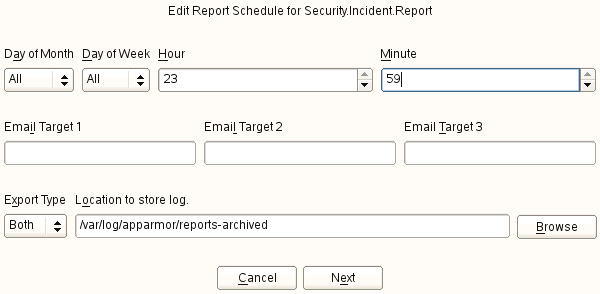 Edit Report Schedule for Security.Incident.Report
Day of Month Day of Week Hour Minute
All All 23 59
Email Target 1 Email Target 2 Email Target 3
Export Type Location to store log.
Both /var/log/apparmor/reports-archived Browse
Cancel Next